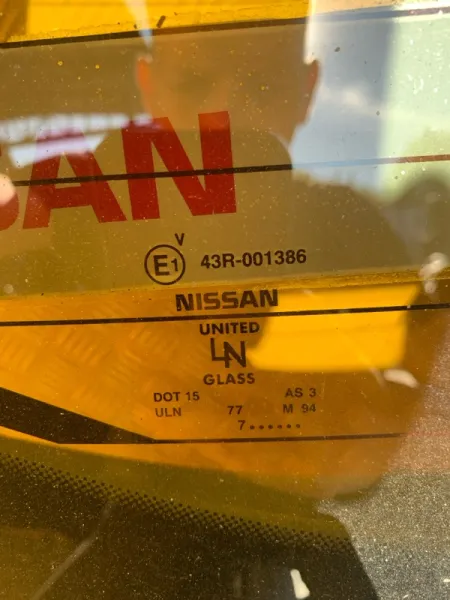 SAN
V
E1 43R-001386
NISSAN
UNITED
LN
GLASS
DOT 15 AS 3
ULN 77 M 94
7......